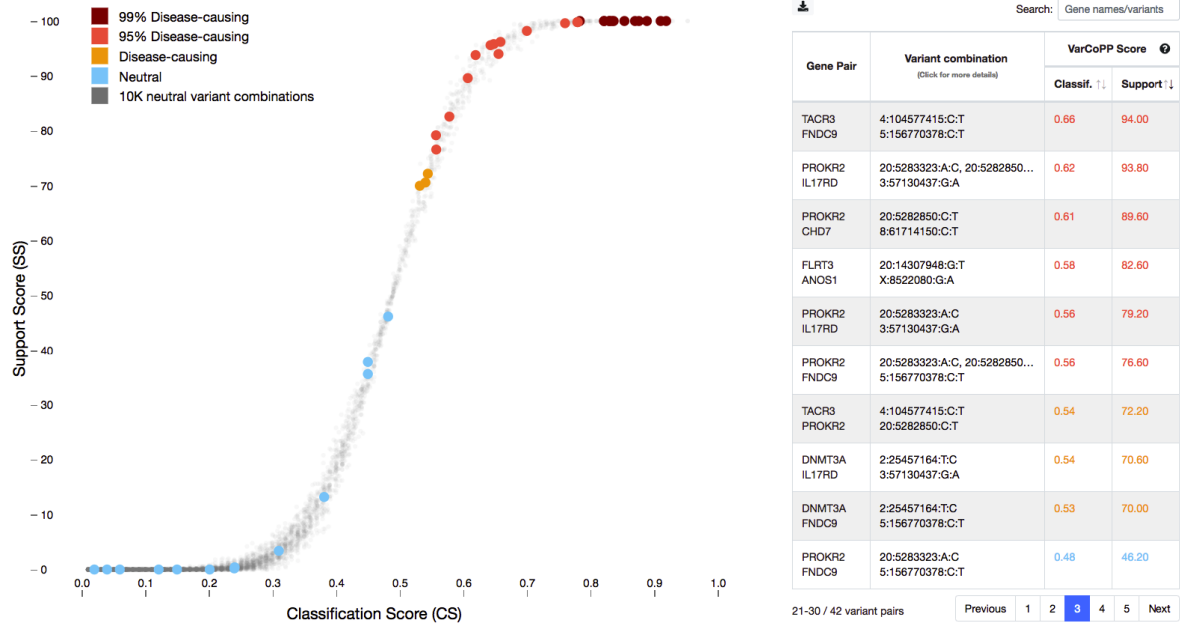 99% Disease-causing
95% Disease-causing
Disease-causing
Neutral
10K neutral variant combinations
Support Score (SS)
100
90
80
70
60
50
40
30
20
10
0
0.0 0.1 0.2 0.3 0.4 0.5 0.6 0.7 0.8 0.9 1.0
Classification Score (CS)
Search: Gene names/variants
Gene Pair Variant combination VarCoPP Score ?
(Click for more details)
Classif. ↑↓ Support ↑↓
TACR3 4:104577415:C:T 0.66 94.00
FNDC9 5:156770378:C:T
PROKR2 20:5283323:A:C, 20:5282850... 0.62 93.80
IL17RD 3:57130437:G:A
PROKR2 20:5282850:C:T 0.61 89.60
CHD7 8:61714150:C:T
FLRT3 20:14307948:G:T 0.58 82.60
ANOS1 X:8522080:G:A
PROKR2 20:5283323:A:C 0.56 79.20
IL17RD 3:57130437:G:A
PROKR2 20:5283323:A:C, 20:5282850... 0.56 76.60
FNDC9 5:156770378:C:T
TACR3 4:104577415:C:T 0.54 72.20
PROKR2 20:5282850:C:T
DNMT3A 2:25457164:T:C 0.54 70.60
IL17RD 3:57130437:G:A
DNMT3A 2:25457164:T:C 0.53 70.00
FNDC9 5:156770378:C:T
PROKR2 20:5283323:A:C 0.48 46.20
FNDC9 5:156770378:C:T
21-30 / 42 variant pairs Previous 1 2 3 4 5 Next